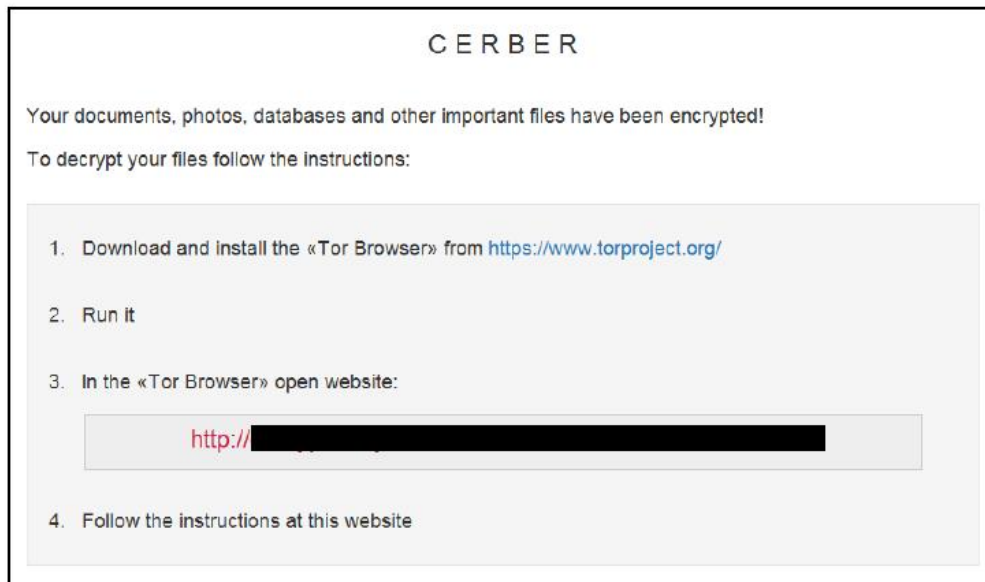 CERBER
Your documents, photos, databases and other important files have been encrypted!
To decrypt your files follow the instructions:
1. Download and install the «Tor Browser» from https://www.torproject.org/
2. Run it
3. In the «Tor Browser» open website:
http://
4. Follow the instructions at this website